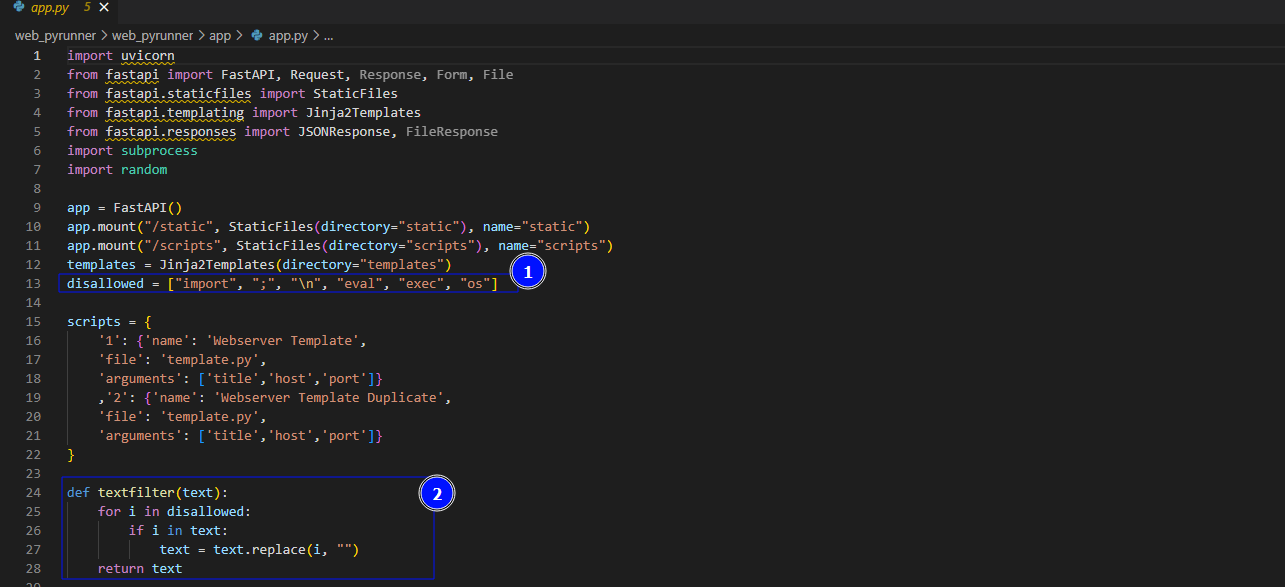 app.py 5
web_pyrunner > web_pyrunner > app > app.py > ...
1 import uvicorn
2 from fastapi import FastAPI, Request, Response, Form, File
3 from fastapi.staticfiles import StaticFiles
4 from fastapi.templating import Jinja2Templates
5 from fastapi.responses import JSONResponse, FileResponse
6 import subprocess
7 import random
8
9 app = FastAPI()
10 app.mount("/static", StaticFiles(directory="static"), name="static")
11 app.mount("/scripts", StaticFiles(directory="scripts"), name="scripts")
12 templates = Jinja2Templates(directory="templates")
13 disallowed = ["import", ";", "\n", "eval", "exec", "os"] 1
14
15 scripts = {
16     '1': {'name': 'Webserver Template',
17     'file': 'template.py',
18     'arguments': ['title','host','port']}
19     ,'2': {'name': 'Webserver Template Duplicate',
20     'file': 'template.py',
21     'arguments': ['title','host','port']}
22 }
23
24 def textfilter(text): 2
25     for i in disallowed:
26         if i in text:
27             text = text.replace(i, "")
28     return text
29